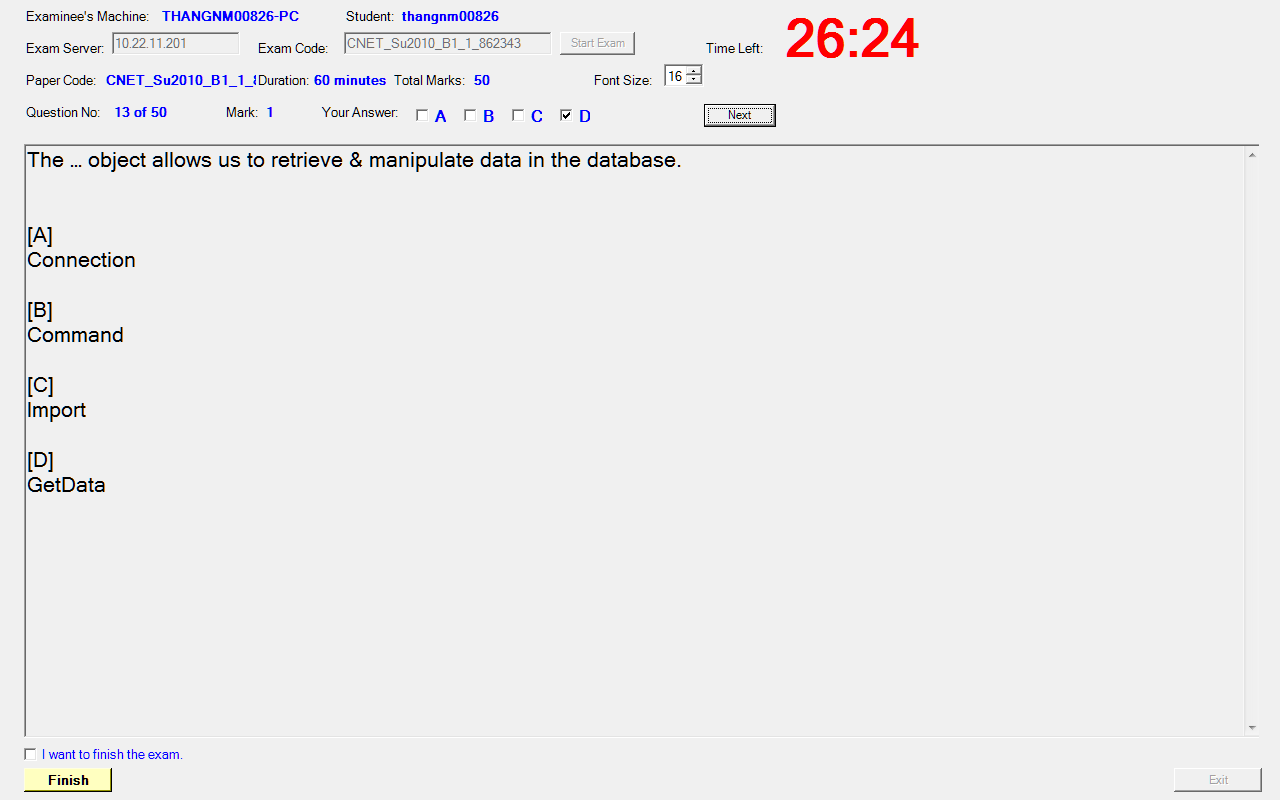 Examinee's Machine: THANGNM00826-PC Student: thangnm00826
Exam Server: 10.22.11.201 Exam Code: CNET_Su2010_B1_1_862343 Start Exam Time Left: 26:24
Paper Code: CNET_Su2010_B1_1_ Duration: 60 minutes Total Marks: 50 Font Size: 16
Question No: 13 of 50 Mark: 1 Your Answer: A B C D Next
The ... object allows us to retrieve & manipulate data in the database.
[A]
Connection
[B]
Command
[C]
Import
[D]
GetData
I want to finish the exam.
Finish Exit